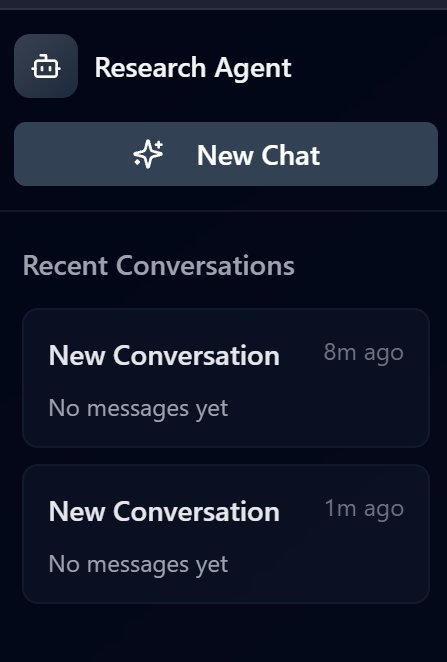 Research Agent
New Chat
Recent Conversations
New Conversation 8m ago
No messages yet
New Conversation 1m ago
No messages yet